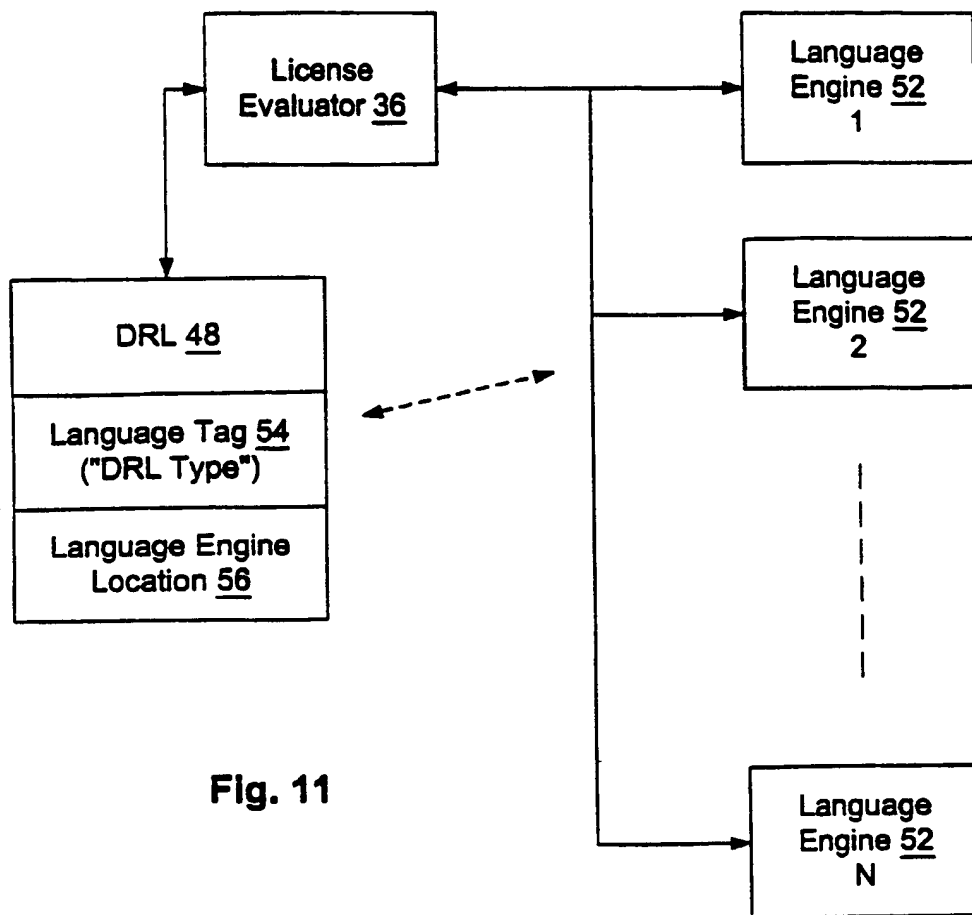 License
Evaluator 36
Language
Engine 52
1
Language
Engine 52
2
DRL 48
Language Tag 54
("DRL Type")
Language Engine
Location 56
Fig. 11
Language
Engine 52
N